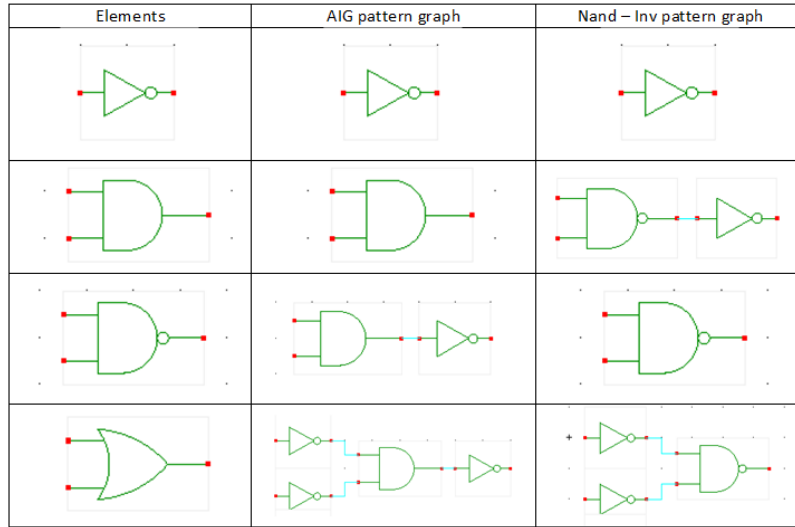 Elements
AIG pattern graph
Nand – Inv pattern graph